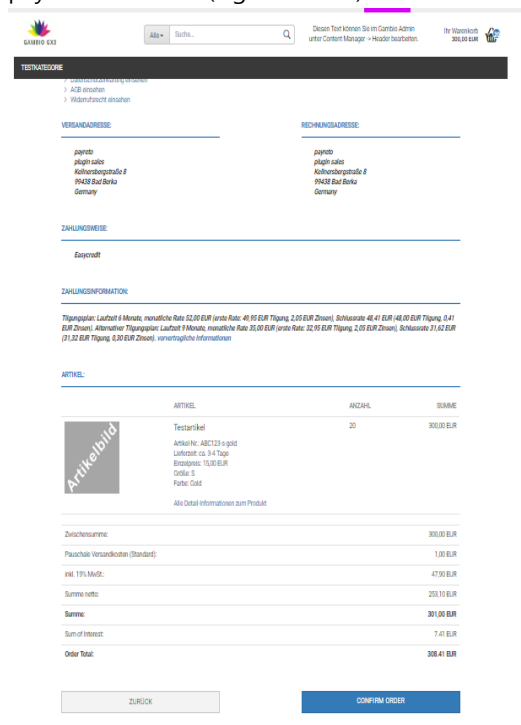 Alle
Suche...
Diesen Text können Sie im Gambio Admin
unter Content Manager -> Header bearbeiten.
Ihr Warenkorb
300,00 EUR
GAMBIO GX3
TESTKATEGORIE
Datenschutzerklärung einsehen
> AGB einsehen
> Widerrufsrecht einsehen
VERSANDADRESSE:
payreto
plugin sales
Kellnersbergstraße 8
99438 Bad Berka
Germany
RECHNUNGSADRESSE:
payreto
plugin sales
Kellnersbergstraße 8
99438 Bad Berka
Germany
ZAHLUNGSWEISE:
Easycredit
ZAHLUNGSINFORMATION:
Tilgungsplan: Laufzeit 6 Monate, monatliche Rate 52,00 EUR (erste Rate: 49,95 EUR Tilgung, 2,05 EUR Zinsen), Schlussrate 48,41 EUR (48,00 EUR Tilgung, 0,41
EUR Zinsen). Alternativer Tilgungsplan: Laufzeit 9 Monate, monatliche Rate 35,00 EUR (erste Rate: 32,95 EUR Tilgung, 2,05 EUR Zinsen), Schlussrate 31,62 EUR
(31,32 EUR Tilgung, 0,30 EUR Zinsen). vorvertragliche Informationen
ARTIKEL:
ARTIKEL ANZAHL SUMME
Artikelbild
Testartikel 20 300,00 EUR
Artikel-Nr.: ABC123-s-gold
Lieferzeit: ca. 3-4 Tage
Einzelpreis: 15,00 EUR
Größe: S
Farbe: Gold
Alle Detail-Informationen zum Produkt
Zwischensumme: 300,00 EUR
Pauschale Versandkosten (Standard): 1,00 EUR
inkl. 19% MwSt.: 47,90 EUR
Summe netto: 253,10 EUR
Summe: 301,00 EUR
Sum of Interest: 7.41 EUR
Order Total: 308.41 EUR
ZURÜCK
CONFIRM ORDER